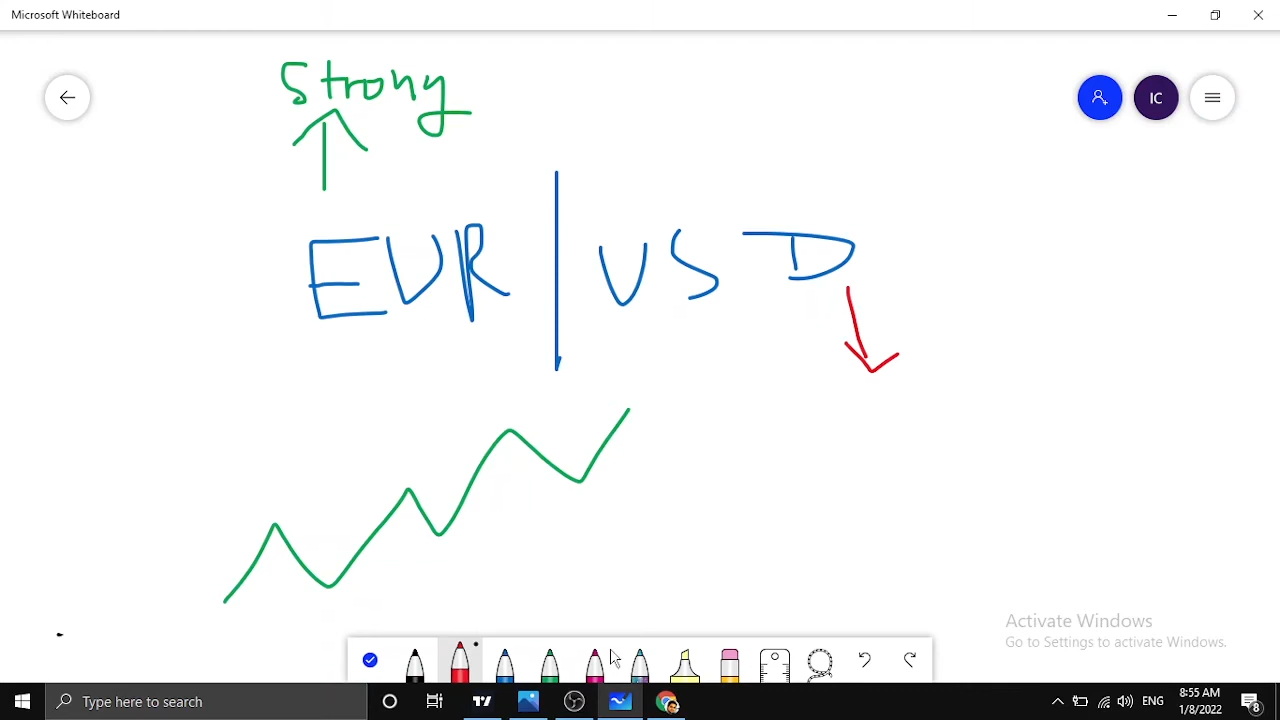 Microsoft Whiteboard
Strong
IC
EUR | USD
Activate Windows
Go to Settings to activate Windows.
Type here to search
ENG
8:55 AM
1/8/2022
8